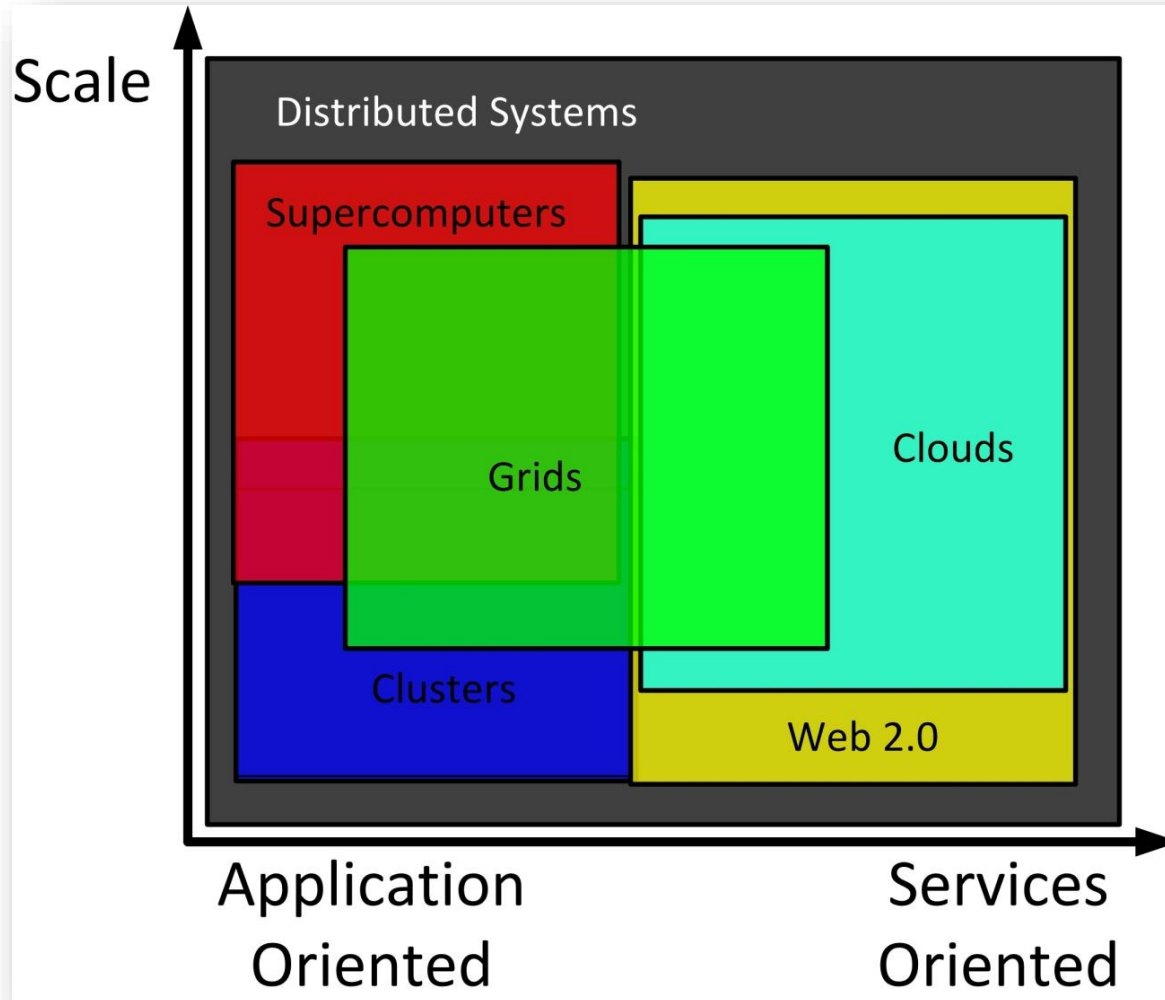 Scale
Distributed Systems
Supercomputers
Clouds
Grids
Clusters
Web 2.0
Application
Oriented
Services
Oriented